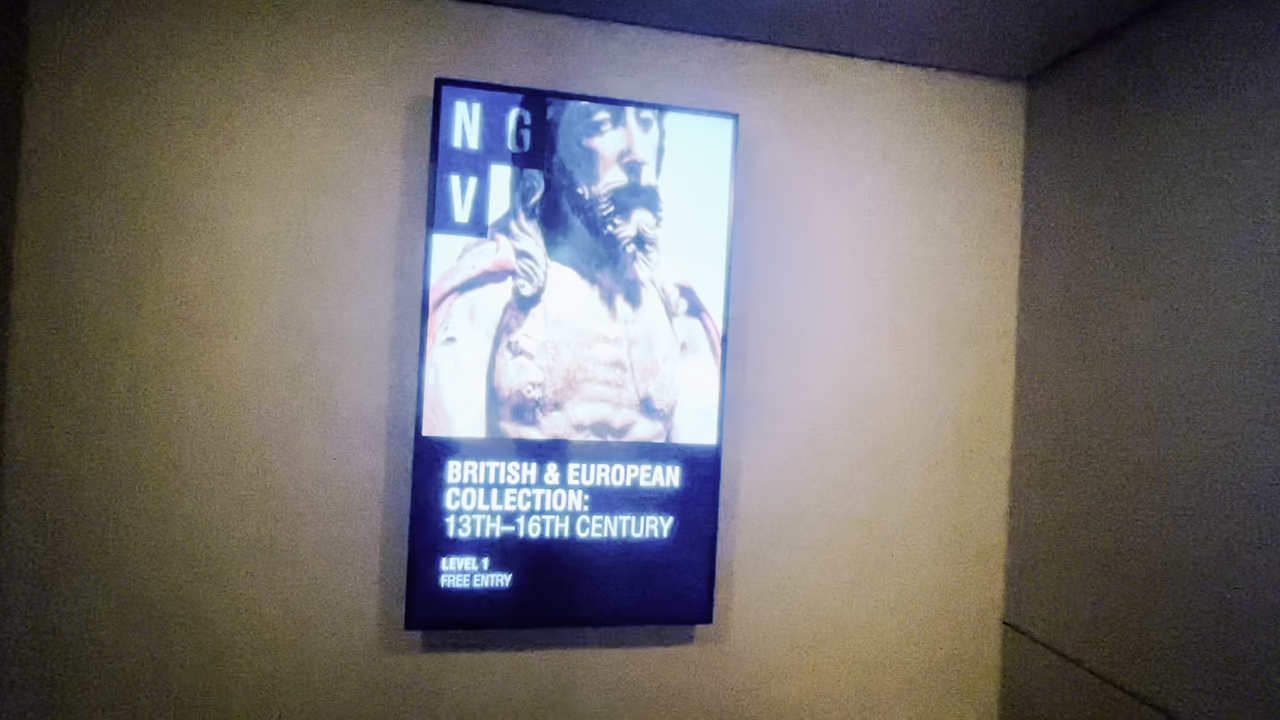 N G
V
BRITISH & EUROPEAN
COLLECTION:
13TH–16TH CENTURY
LEVEL 1
FREE ENTRY